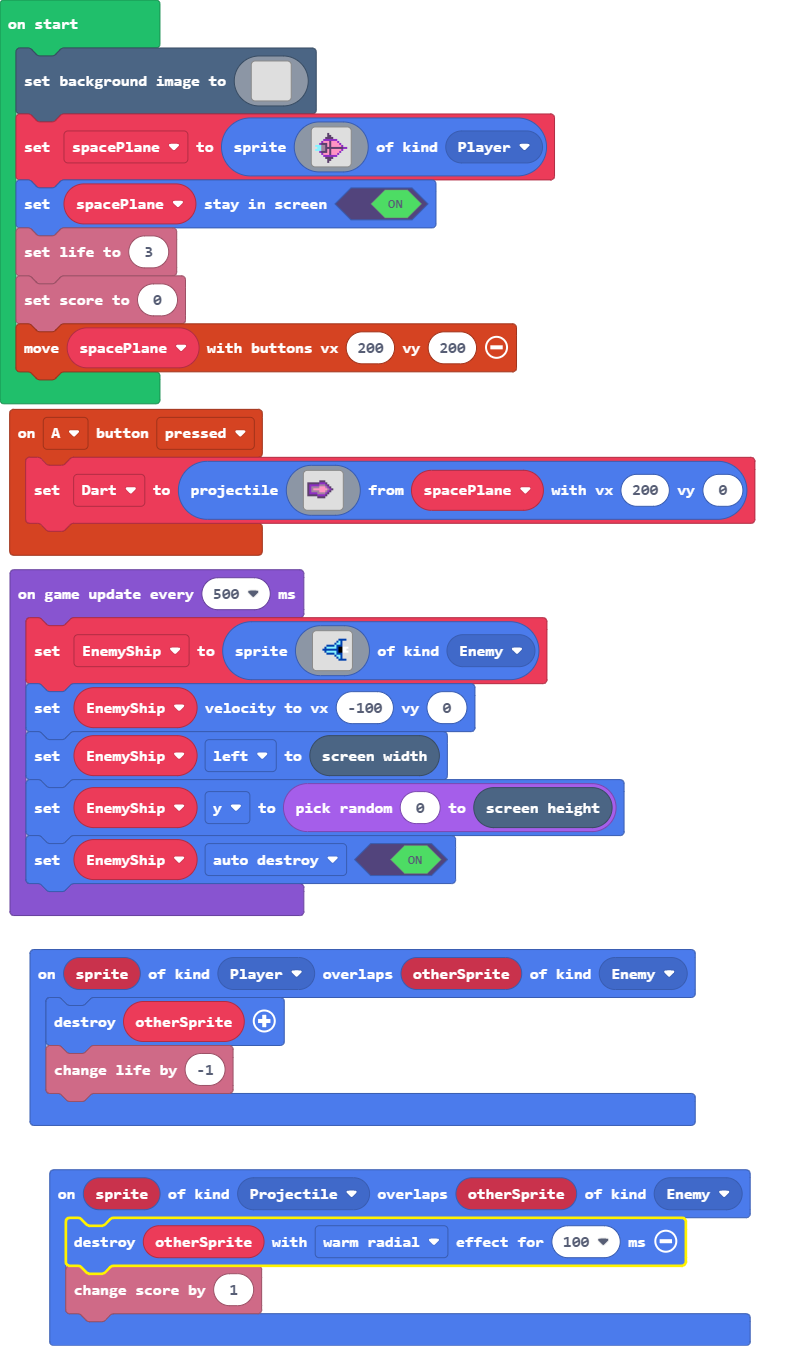 on start
set background image to
set spacePlane to sprite of kind Player
set spacePlane stay in screen ON
set life to 3
set score to 0
move spacePlane with buttons vx 200 vy 200
on A button pressed
set Dart to projectile from spacePlane with vx 200 vy 0
on game update every 500 ms
set EnemyShip to sprite of kind Enemy
set EnemyShip velocity to vx -100 vy 0
set EnemyShip left to screen width
set EnemyShip y to pick random 0 to screen height
set EnemyShip auto destroy ON
on sprite of kind Player overlaps otherSprite of kind Enemy
destroy otherSprite
change life by -1
on sprite of kind Projectile overlaps otherSprite of kind Enemy
destroy otherSprite with warm radial effect for 100 ms
change score by 1